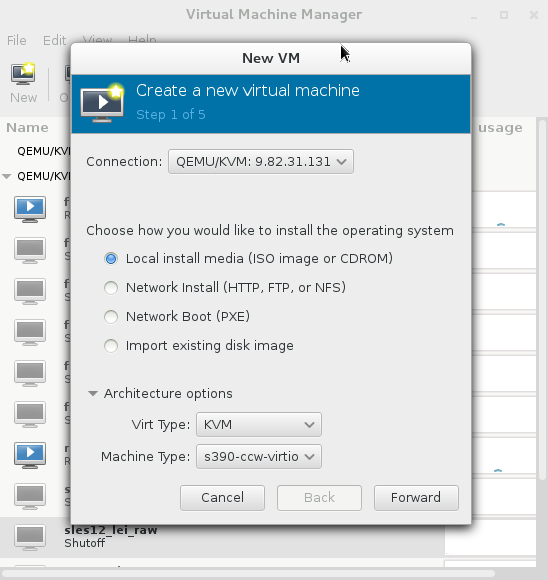 Virtual Machine Manager
File Edit View Help
New VM
Create a new virtual machine
Step 1 of 5
New
Name
usage
Connection: QEMU/KVM: 9.82.31.131
QEMU/KV
QEMU/KV
Choose how you would like to install the operating system
Local install media (ISO image or CDROM)
Network Install (HTTP, FTP, or NFS)
Network Boot (PXE)
Import existing disk image
Architecture options
Virt Type: KVM
Machine Type: s390-ccw-virtio
Cancel Back Forward
sles12_lei_raw
Shutoff